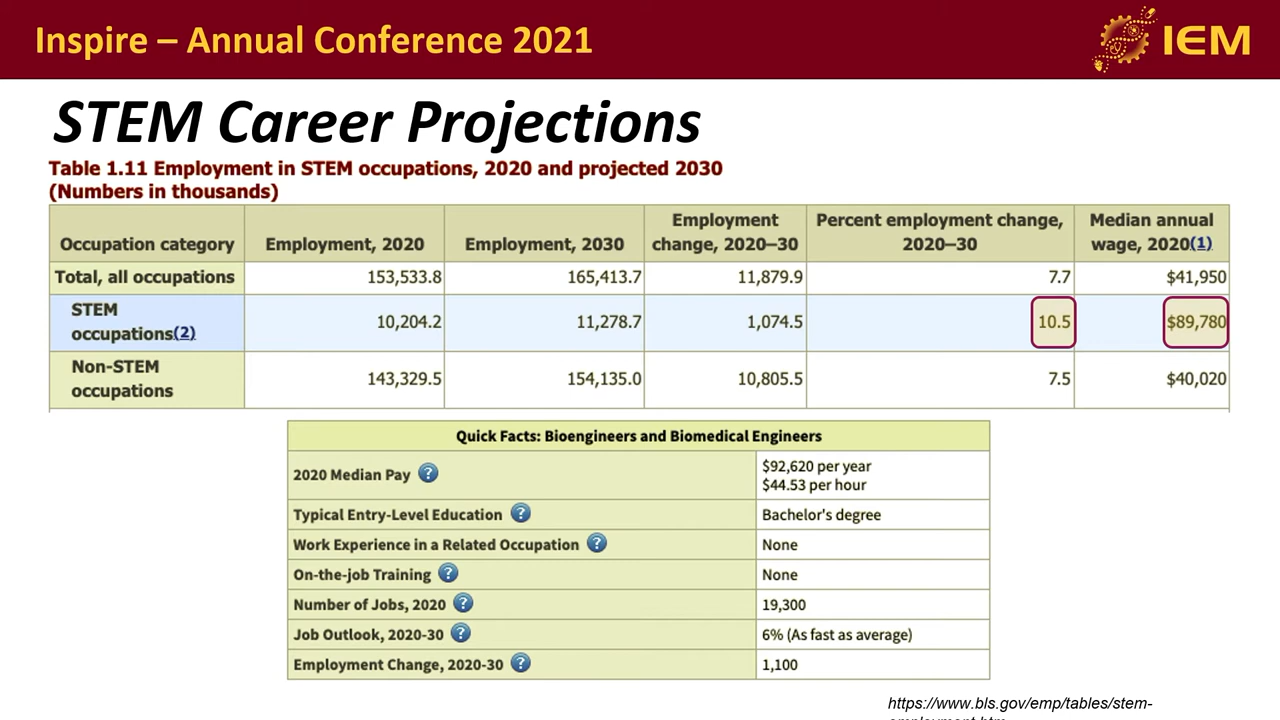 Inspire – Annual Conference 2021
IEM
STEM Career Projections
Table 1.11 Employment in STEM occupations, 2020 and projected 2030
(Numbers in thousands)
Occupation category Employment, 2020 Employment, 2030 Employment change, 2020–30 Percent employment change, 2020–30 Median annual wage, 2020(1)
Total, all occupations 153,533.8 165,413.7 11,879.9 7.7 $41,950
STEM occupations(2) 10,204.2 11,278.7 1,074.5 10.5 $89,780
Non-STEM occupations 143,329.5 154,135.0 10,805.5 7.5 $40,020
Quick Facts: Bioengineers and Biomedical Engineers
2020 Median Pay ? $92,620 per year
$44.53 per hour
Typical Entry-Level Education ? Bachelor's degree
Work Experience in a Related Occupation ? None
On-the-job Training ? None
Number of Jobs, 2020 ? 19,300
Job Outlook, 2020-30 ? 6% (As fast as average)
Employment Change, 2020-30 ? 1,100
https://www.bls.gov/emp/tables/stem-